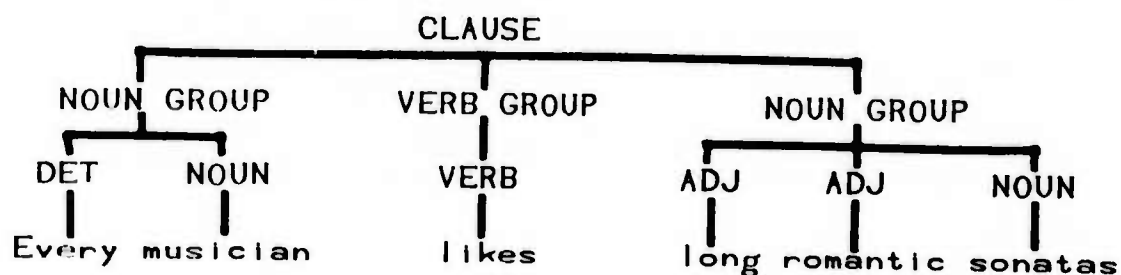 CLAUSE
NOUN GROUP VERB GROUP NOUN GROUP
DET NOUN VERB ADJ ADJ NOUN
Every musician likes long romantic sonatas